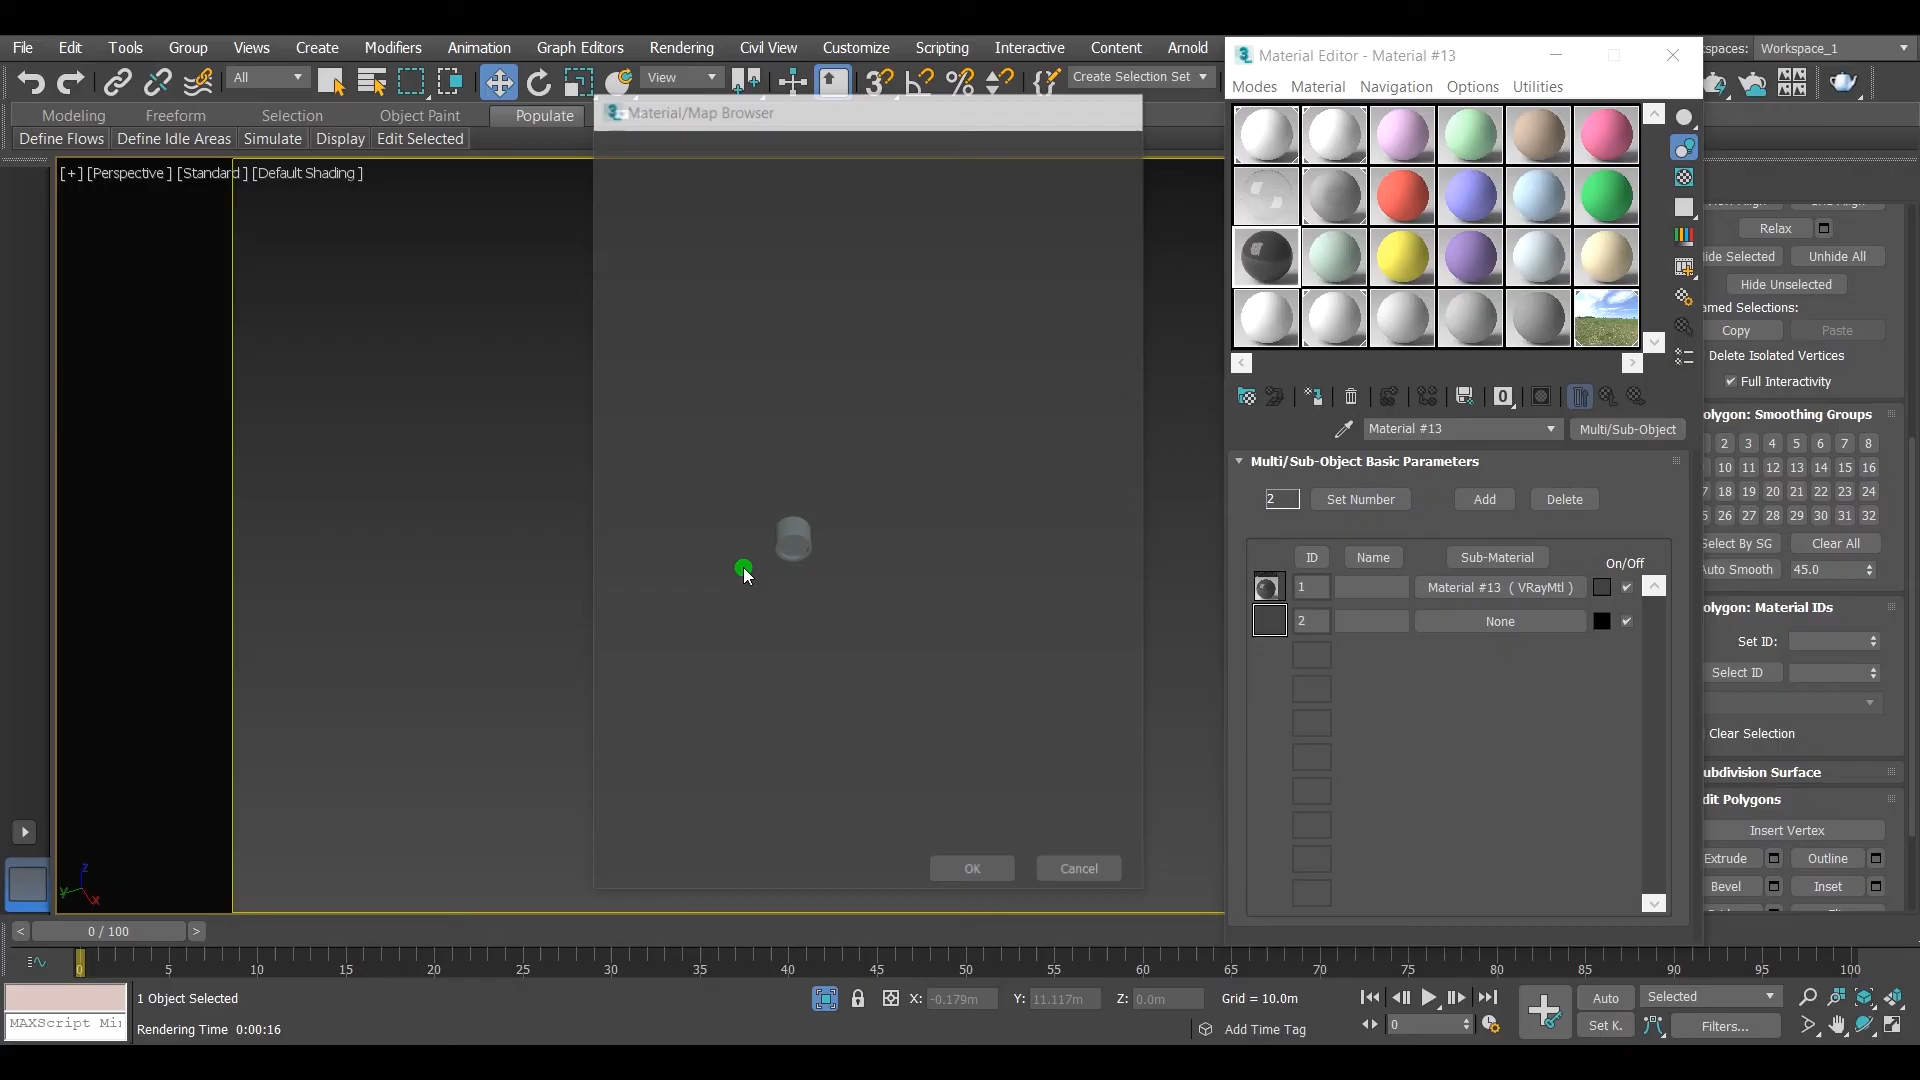 File Edit Tools Group Views Create Modifiers Animation Graph Editors Rendering Civil View Customize Scripting Interactive Content Arnold
Material Editor - Material #13
spaces: Workspace_1
All
View
Create Selection Set
Modes Material Navigation Options Utilities
Modeling Freeform Selection Object Paint Populate
Material/Map Browser
Define Flows Define Idle Areas Simulate Display Edit Selected
[+] [Perspective ] [Standard ] [Default Shading ]
Relax
ide Selected Unhide All
Hide Unselected
amed Selections:
Copy Paste
Delete Isolated Vertices
Full Interactivity
Material #13 Multi/Sub-Object
olygon: Smoothing Groups
2 3 4 5 6 7 8
10 11 12 13 14 15 16
7 18 19 20 21 22 23 24
25 26 27 28 29 30 31 32
elect By SG Clear All
uto Smooth 45.0
Multi/Sub-Object Basic Parameters
2 Set Number Add Delete
ID Name Sub-Material On/Off
1 Material #13 ( VRayMtl )
2 None
olygon: Material IDs
Set ID:
Select ID
Clear Selection
ubdivision Surface
dit Polygons
Insert Vertex
Extrude Outline
Bevel Inset
OK Cancel
z
y
x
< 0 / 100 >
0 5 10 15 20 25 30 35 40 45 50 55 60 65 70 75 80 85 90 95 100
1 Object Selected
X: -0.179m Y: 11.117m Z: 0.0m Grid = 10.0m
Auto Selected
MAXScript Mi
Rendering Time 0:00:16
Add Time Tag
0
Set K. Filters...